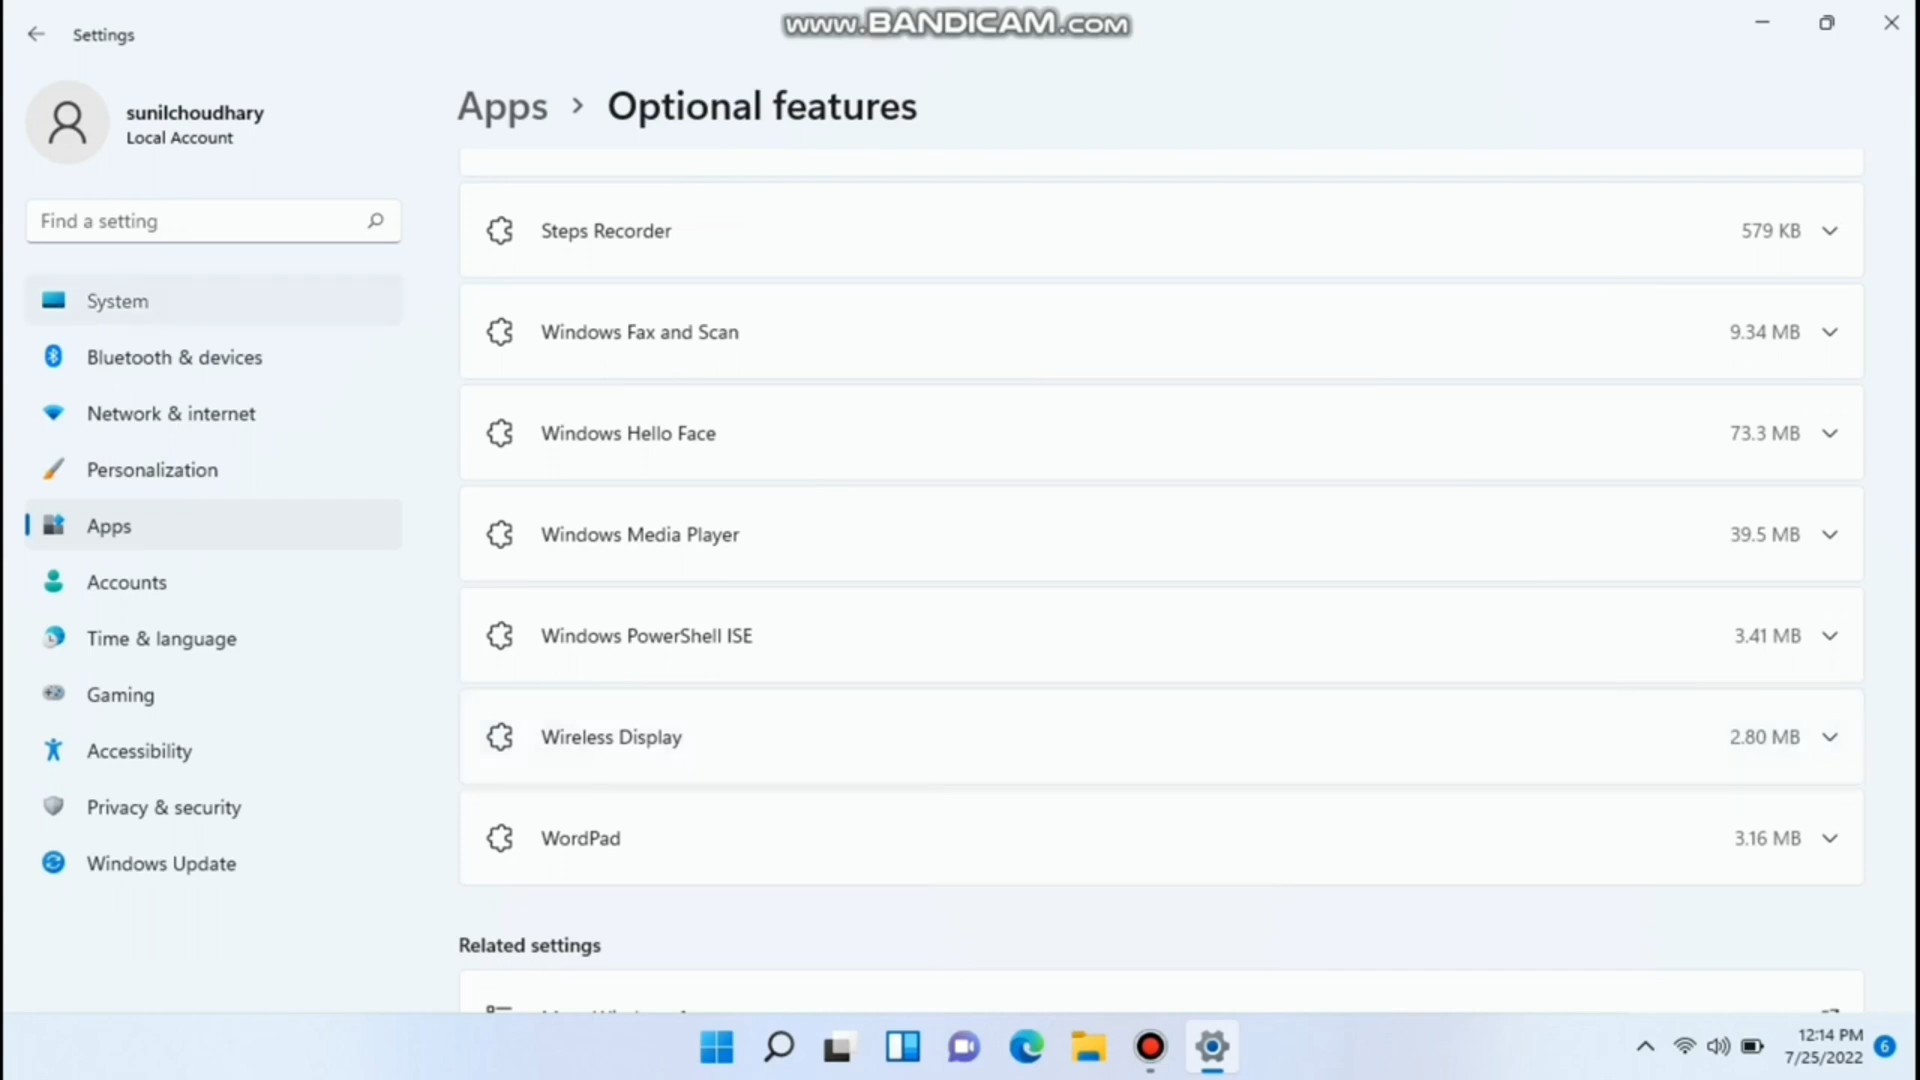 Settings
www.BANDICAM.com
sunilchoudhary
Local Account
Find a setting
System
Bluetooth & devices
Network & internet
Personalization
Apps
Accounts
Time & language
Gaming
Accessibility
Privacy & security
Windows Update
Apps > Optional features
Steps Recorder 579 KB
Windows Fax and Scan 9.34 MB
Windows Hello Face 73.3 MB
Windows Media Player 39.5 MB
Windows PowerShell ISE 3.41 MB
Wireless Display 2.80 MB
WordPad 3.16 MB
Related settings
12:14 PM
7/25/2022
6